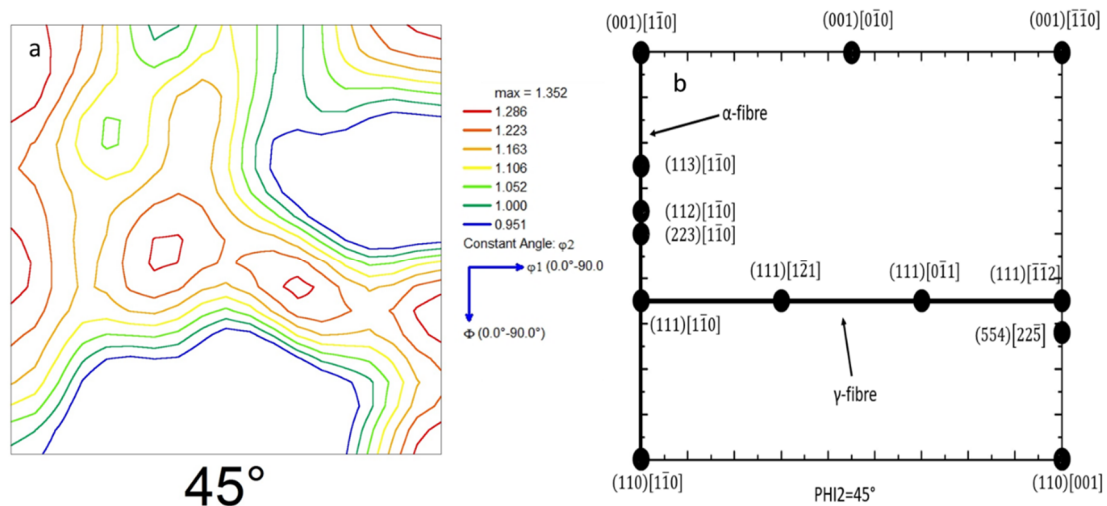 a
max = 1.352
1.286
1.223
1.163
1.106
1.052
1.000
0.951
Constant Angle: φ2
φ1 (0.0°-90.0
Φ (0.0°-90.0°)
45°
(001)[11̅0]
(001)[01̅0]
(001)[1̅1̅0]
b
α-fibre
(113)[11̅0]
(112)[11̅0]
(223)[11̅0]
(111)[12̅1]
(111)[01̅1]
(111)[1̅1̅2]
(111)[11̅0]
(554)[225̅]
γ-fibre
(110)[11̅0]
PHI2=45°
(110)[001]